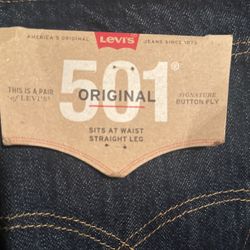 LEVI'S
AMERICA'S ORIGINAL
JEANS SINCE 1873
501®
THIS IS A PAIR
of LEVI'S®
ORIGINAL
SIGNATURE
BUTTON FLY
SITS AT WAIST
STRAIGHT LEG